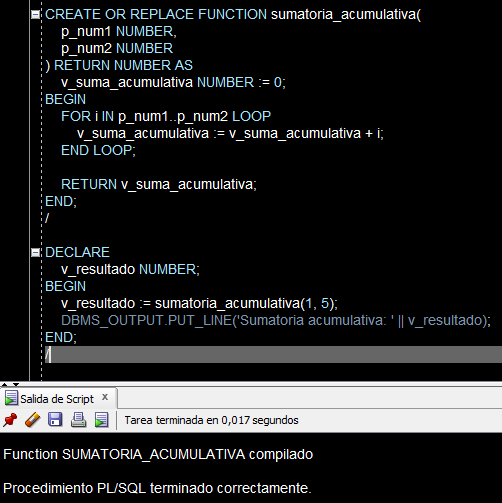 CREATE OR REPLACE FUNCTION sumatoria_acumulativa(
p_num1 NUMBER,
p_num2 NUMBER
) RETURN NUMBER AS
v_suma_acumulativa NUMBER := 0;
BEGIN
FOR i IN p_num1..p_num2 LOOP
v_suma_acumulativa := v_suma_acumulativa + i;
END LOOP;
RETURN v_suma_acumulativa;
END;
/
DECLARE
v_resultado NUMBER;
BEGIN
v_resultado := sumatoria_acumulativa(1, 5);
DBMS_OUTPUT.PUT_LINE('Sumatoria acumulativa: ' || v_resultado);
END;
/
Salida de Script x
Tarea terminada en 0,017 segundos
Function SUMATORIA_ACUMULATIVA compilado
Procedimiento PL/SQL terminado correctamente.